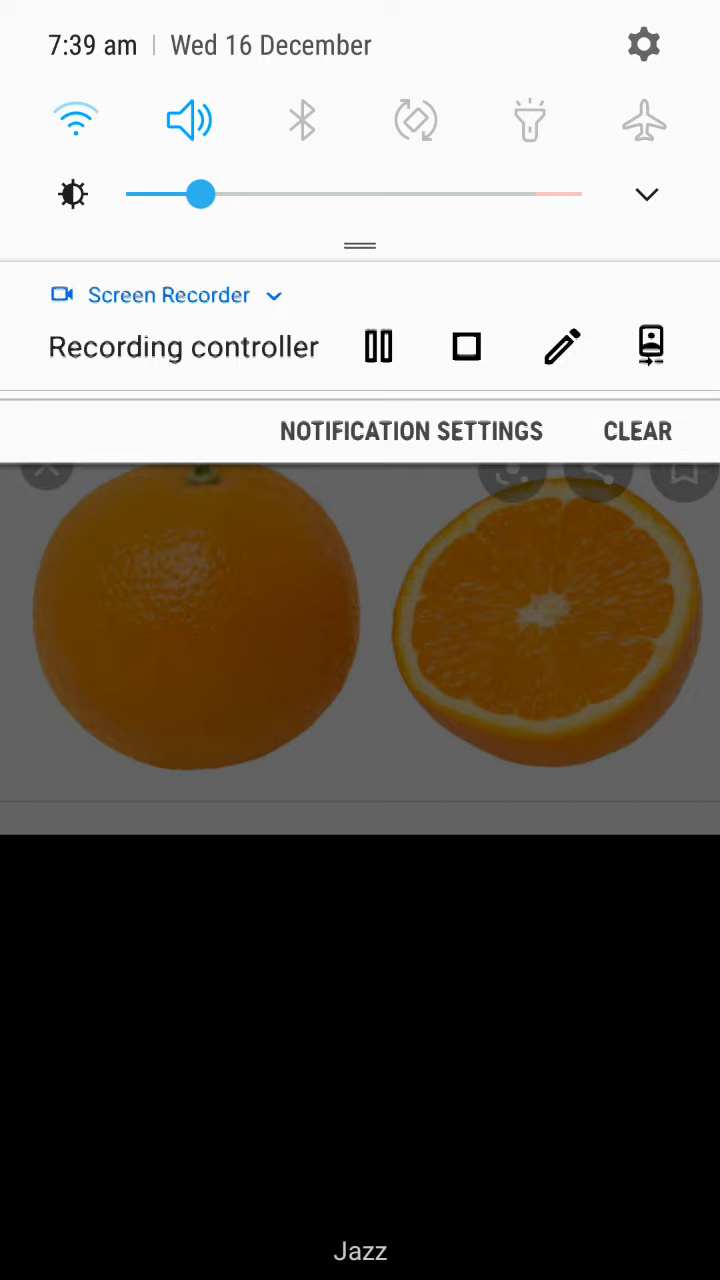 7:39 am | Wed 16 December
Screen Recorder
Recording controller
NOTIFICATION SETTINGS CLEAR
Jazz